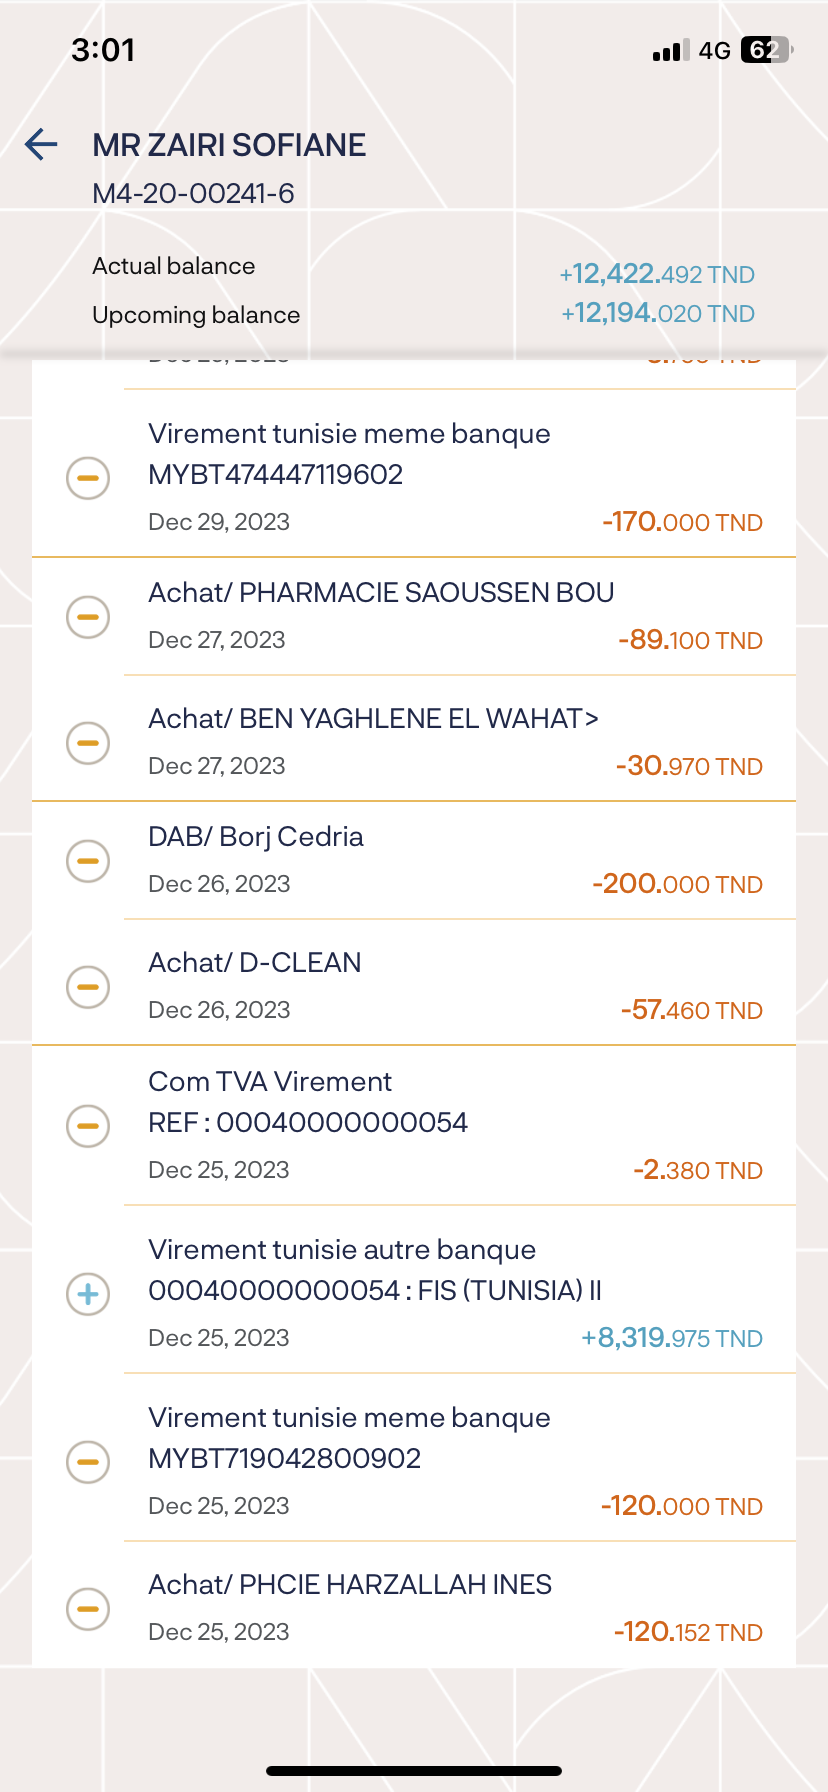 3:01
4G 62
MR ZAIRI SOFIANE
M4-20-00241-6
Actual balance +12,422.492 TND
Upcoming balance +12,194.020 TND
Virement tunisie meme banque
MYBT474447119602
Dec 29, 2023 -170.000 TND
Achat/ PHARMACIE SAOUSSEN BOU
Dec 27, 2023 -89.100 TND
Achat/ BEN YAGHLENE EL WAHAT>
Dec 27, 2023 -30.970 TND
DAB/ Borj Cedria
Dec 26, 2023 -200.000 TND
Achat/ D-CLEAN
Dec 26, 2023 -57.460 TND
Com TVA Virement
REF : 00040000000054
Dec 25, 2023 -2.380 TND
Virement tunisie autre banque
00040000000054 : FIS (TUNISIA) II
Dec 25, 2023 +8,319.975 TND
Virement tunisie meme banque
MYBT719042800902
Dec 25, 2023 -120.000 TND
Achat/ PHCIE HARZALLAH INES
Dec 25, 2023 -120.152 TND